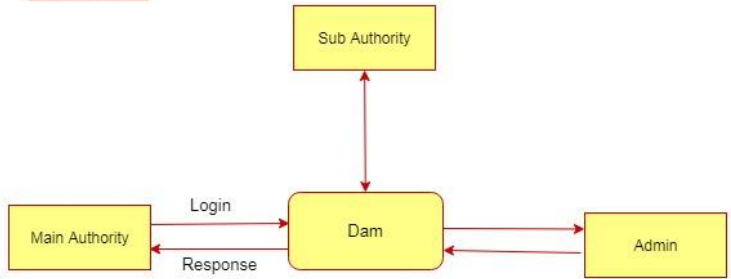 Sub Authority
Login
Main Authority
Dam
Admin
Response